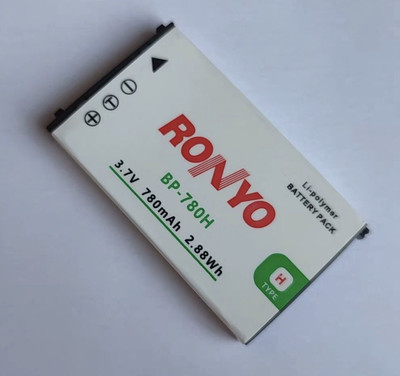 RONYO
BP-780H
3.7V 780mAh 2.88Wh
Li-polymer
BATTERY PACK
H
TYPE
+ T −